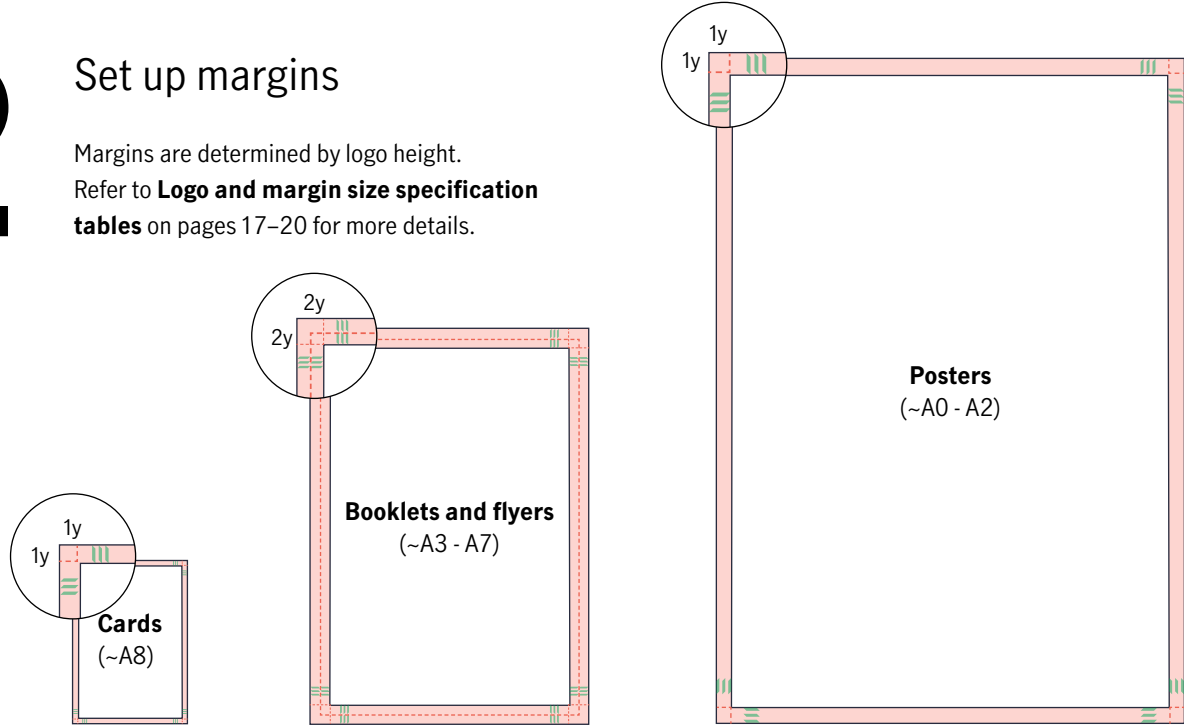 Set up margins
Margins are determined by logo height.
Refer to Logo and margin size specification
tables on pages 17–20 for more details.
1y
1y
Cards
(~A8)
2y
2y
Booklets and flyers
(~A3 - A7)
1y
1y
Posters
(~A0 - A2)